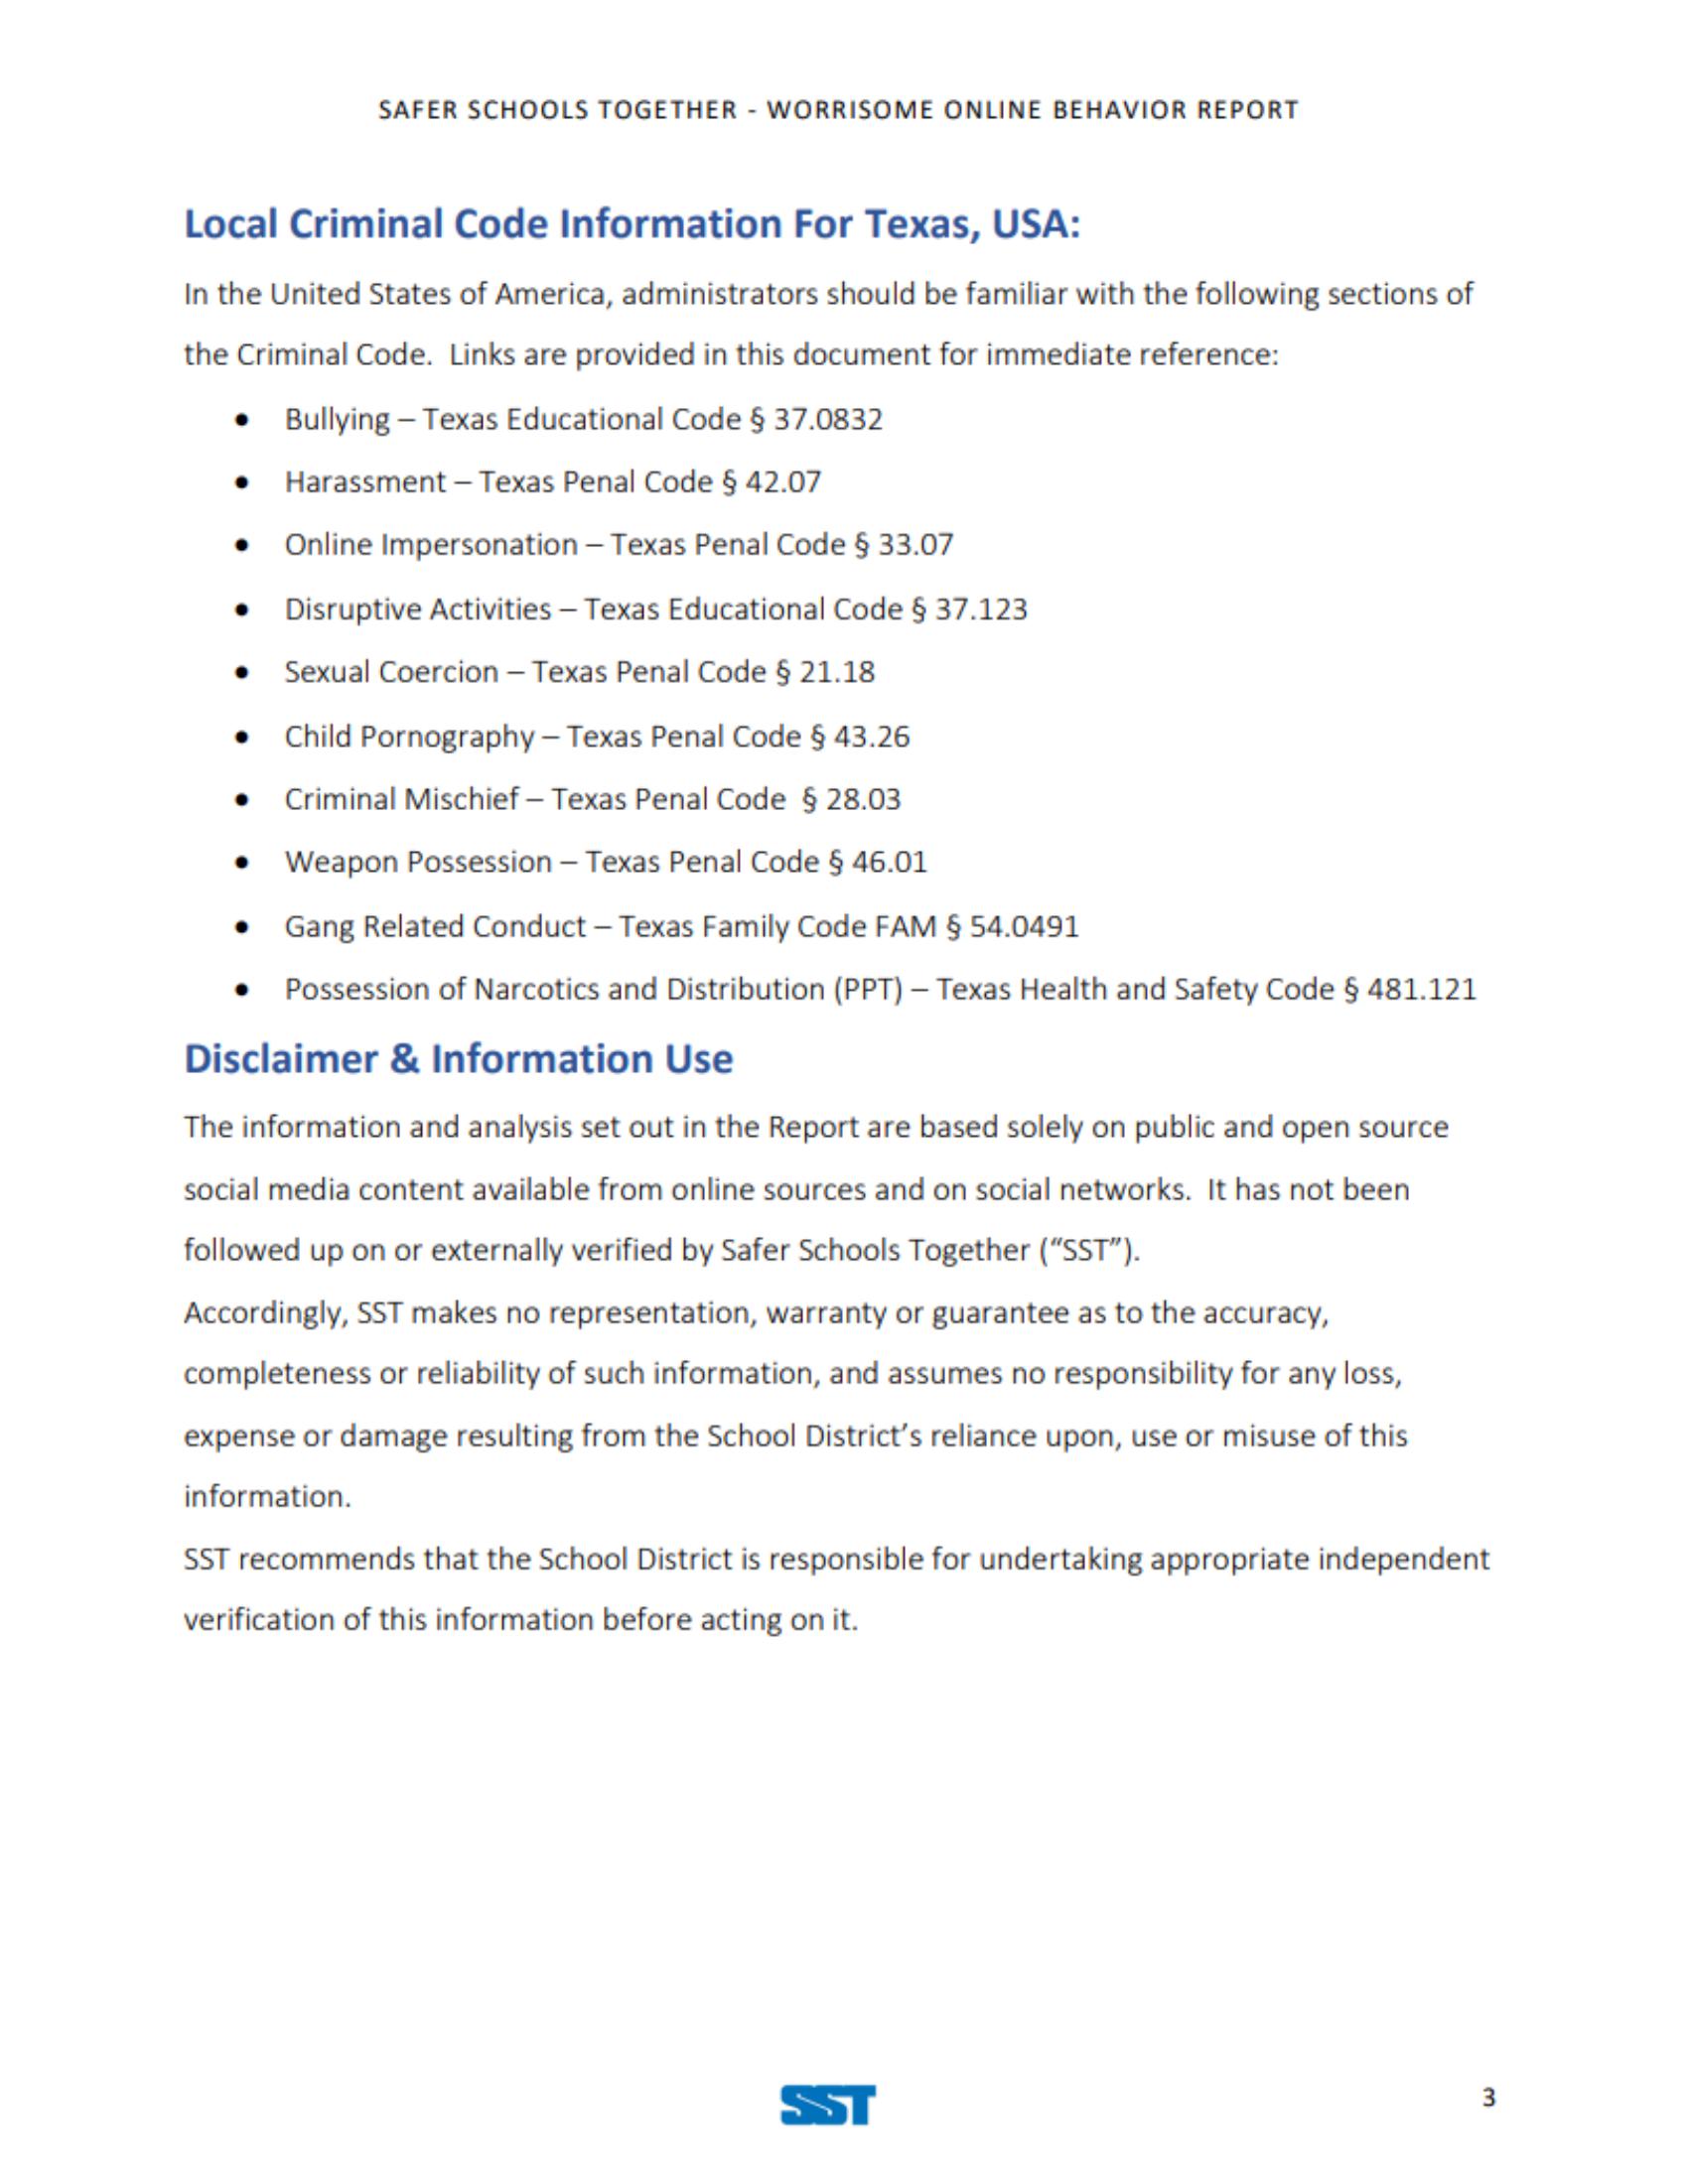 SAFER SCHOOLS TOGETHER - WORRISOME ONLINE BEHAVIOR REPORT
Local Criminal Code Information For Texas, USA:
In the United States of America, administrators should be familiar with the following sections of
the Criminal Code.  Links are provided in this document for immediate reference:
• Bullying – Texas Educational Code § 37.0832
• Harassment – Texas Penal Code § 42.07
• Online Impersonation – Texas Penal Code § 33.07
• Disruptive Activities – Texas Educational Code § 37.123
• Sexual Coercion – Texas Penal Code § 21.18
• Child Pornography – Texas Penal Code § 43.26
• Criminal Mischief – Texas Penal Code  § 28.03
• Weapon Possession – Texas Penal Code § 46.01
• Gang Related Conduct – Texas Family Code FAM § 54.0491
• Possession of Narcotics and Distribution (PPT) – Texas Health and Safety Code § 481.121
Disclaimer & Information Use
The information and analysis set out in the Report are based solely on public and open source
social media content available from online sources and on social networks.  It has not been
followed up on or externally verified by Safer Schools Together (“SST”).
Accordingly, SST makes no representation, warranty or guarantee as to the accuracy,
completeness or reliability of such information, and assumes no responsibility for any loss,
expense or damage resulting from the School District’s reliance upon, use or misuse of this
information.
SST recommends that the School District is responsible for undertaking appropriate independent
verification of this information before acting on it.
SST
3